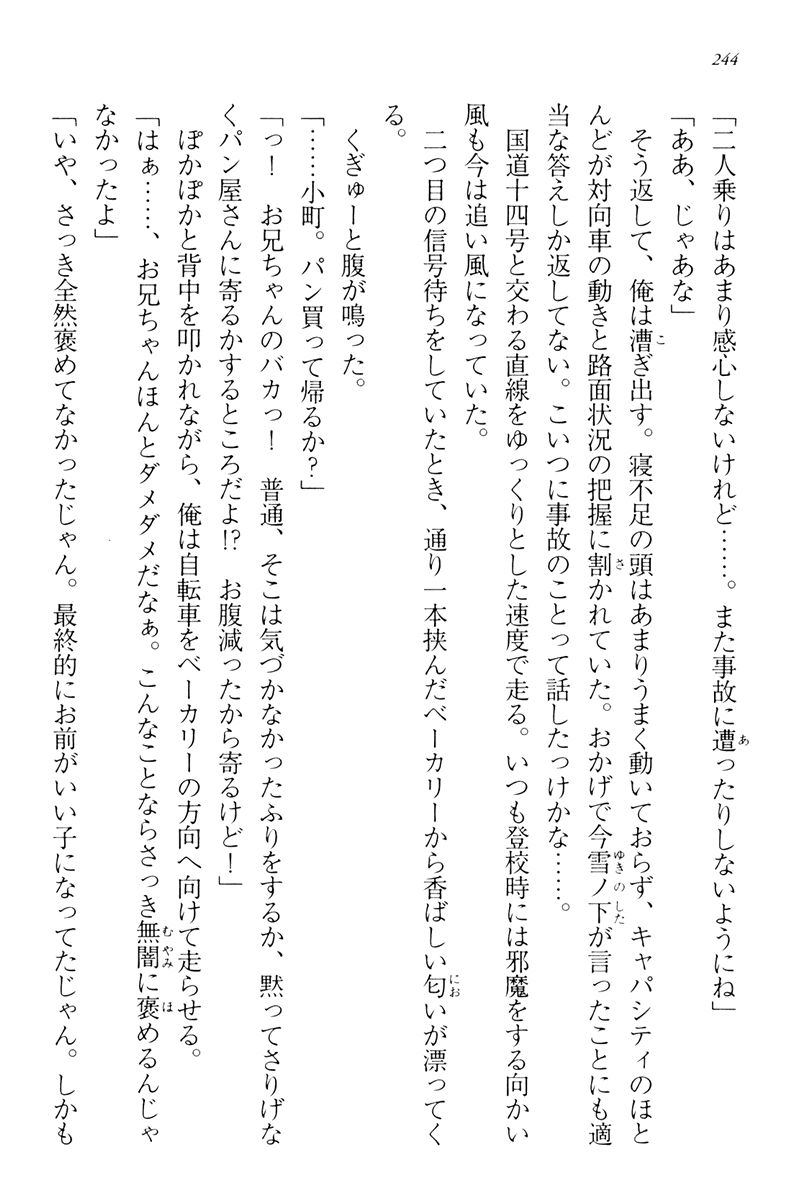 244
「二人乗りはあまり感心しないけれど……。また事故に遭ったりしないようにね」
「ああ、じゃあな」
　そう返して、俺は漕ぎ出す。寝不足の頭はあまりうまく動いておらず、キャパシティのほと
んどが対向車の動きと路面状況の把握に割かれていた。おかげで今雪ノ下が言ったことにも適
当な答えしか返してない。こいつに事故のことって話したっけかな……。
　国道十四号と交わる直線をゆっくりとした速度で走る。いつも登校時には邪魔をする向かい
風も今は追い風になっていた。
　二つ目の信号待ちをしていたとき、通り一本挟んだベーカリーから香ばしい匂いが漂ってく
る。
　くぎゅーと腹が鳴った。
「……小町。パン買って帰るか？」
「っ！　お兄ちゃんのバカっ！　普通、そこは気づかなかったふりをするか、黙ってさりげな
くパン屋さんに寄るかするところだよ!?　お腹減ったから寄るけど！」
　ぽかぽかと背中を叩かれながら、俺は自転車をベーカリーの方向へ向けて走らせる。
「はぁ……、お兄ちゃんほんとダメダメだなぁ。こんなことならさっき無闇に褒めるんじゃ
なかったよ」
「いや、さっき全然褒めてなかったじゃん。最終的にお前がいい子になってたじゃん。しかも